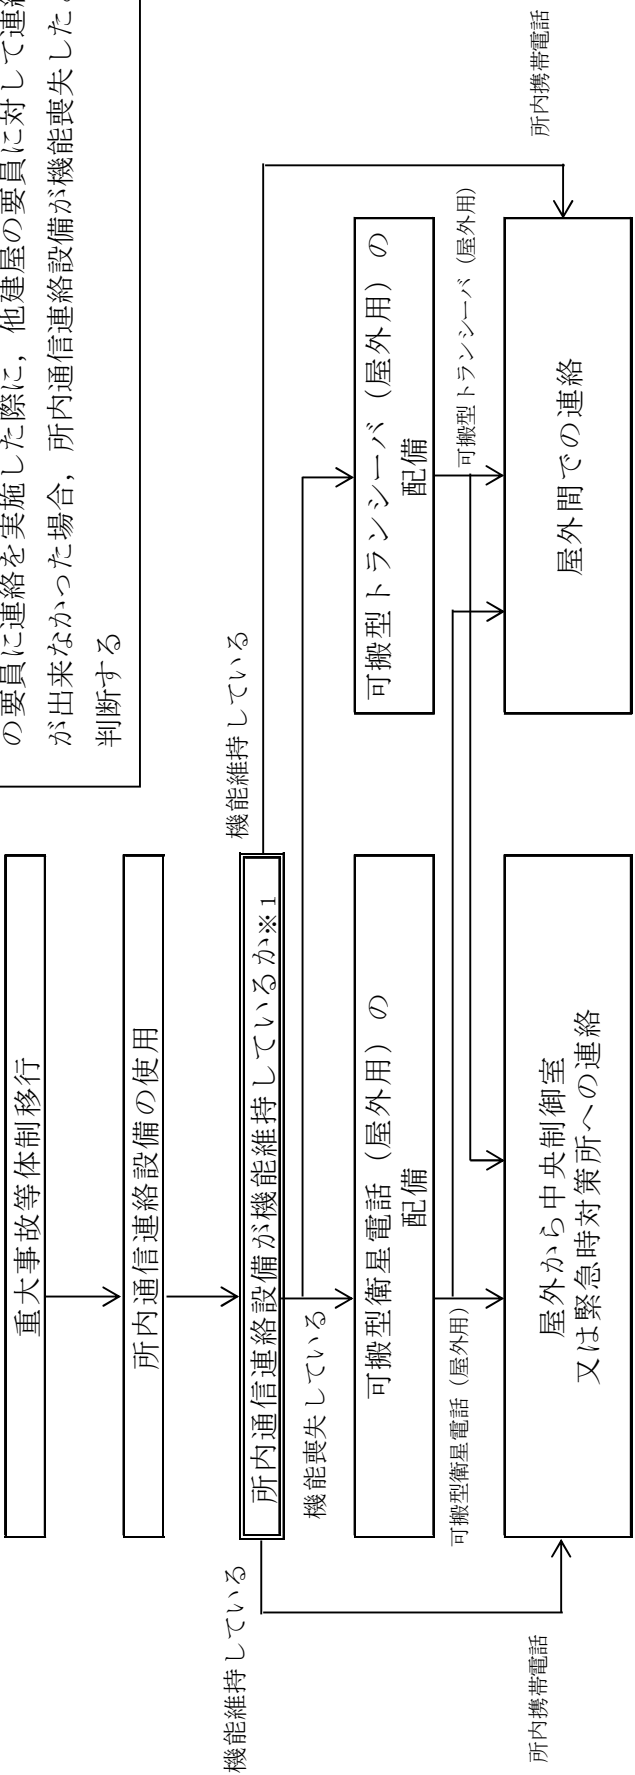 の要員に連絡を実施した際に，他建屋の要員に対して連
が出来なかった場合，所内通信連絡設備が機能喪失した
判断する
重大事故等体制移行
所内通信連絡設備の使用
機能維持している
機能維持している
所内通信連絡設備が機能維持しているか※1
機能喪失している
可搬型衛星電話（屋外用）の
配備
可搬型トランシーバ（屋外用）の
配備
可搬型衛星電話（屋外用）
可搬型トランシーバ（屋外用）
所内携帯電話
屋外から中央制御室
又は緊急時対策所への連絡
屋外間での連絡
所内携帯電話